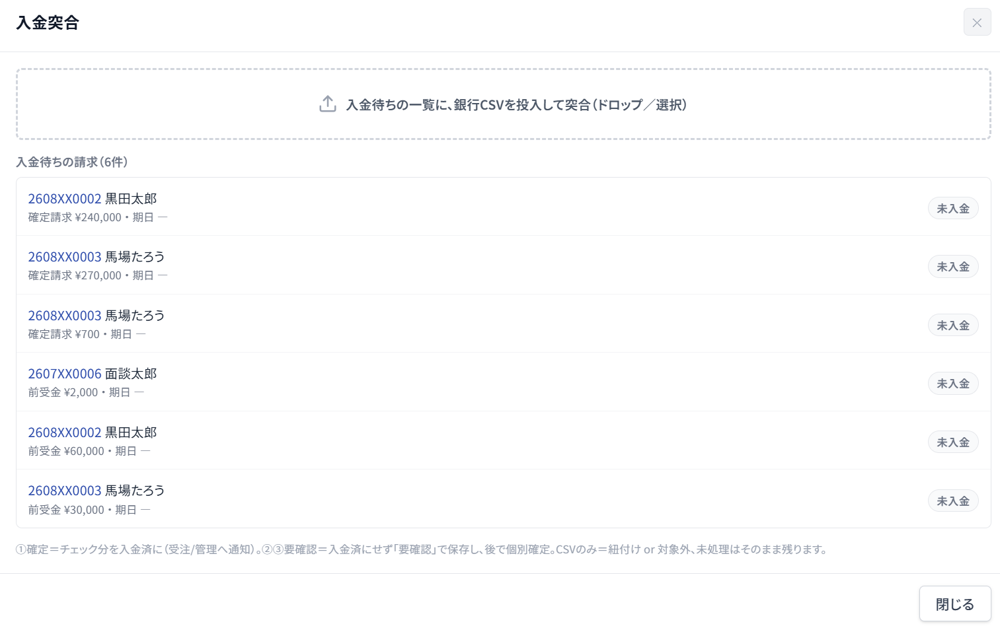 入金突合
入金待ちの一覧に、銀行CSVを投入して突合（ドロップ／選択）
入金待ちの請求（6件）
2608XX0002 黒田太郎
確定請求 ¥240,000・期日 —
未入金
2608XX0003 馬場たろう
確定請求 ¥270,000・期日 —
未入金
2608XX0003 馬場たろう
確定請求 ¥700・期日 —
未入金
2607XX0006 面談太郎
前受金 ¥2,000・期日 —
未入金
2608XX0002 黒田太郎
前受金 ¥60,000・期日 —
未入金
2608XX0003 馬場たろう
前受金 ¥30,000・期日 —
未入金
①確定＝チェック分を入金済に（受注/管理へ通知）。②③要確認＝入金済にせず「要確認」で保存し、後で個別確定。CSVのみ＝紐付け or 対象外、未処理はそのまま残ります。
閉じる